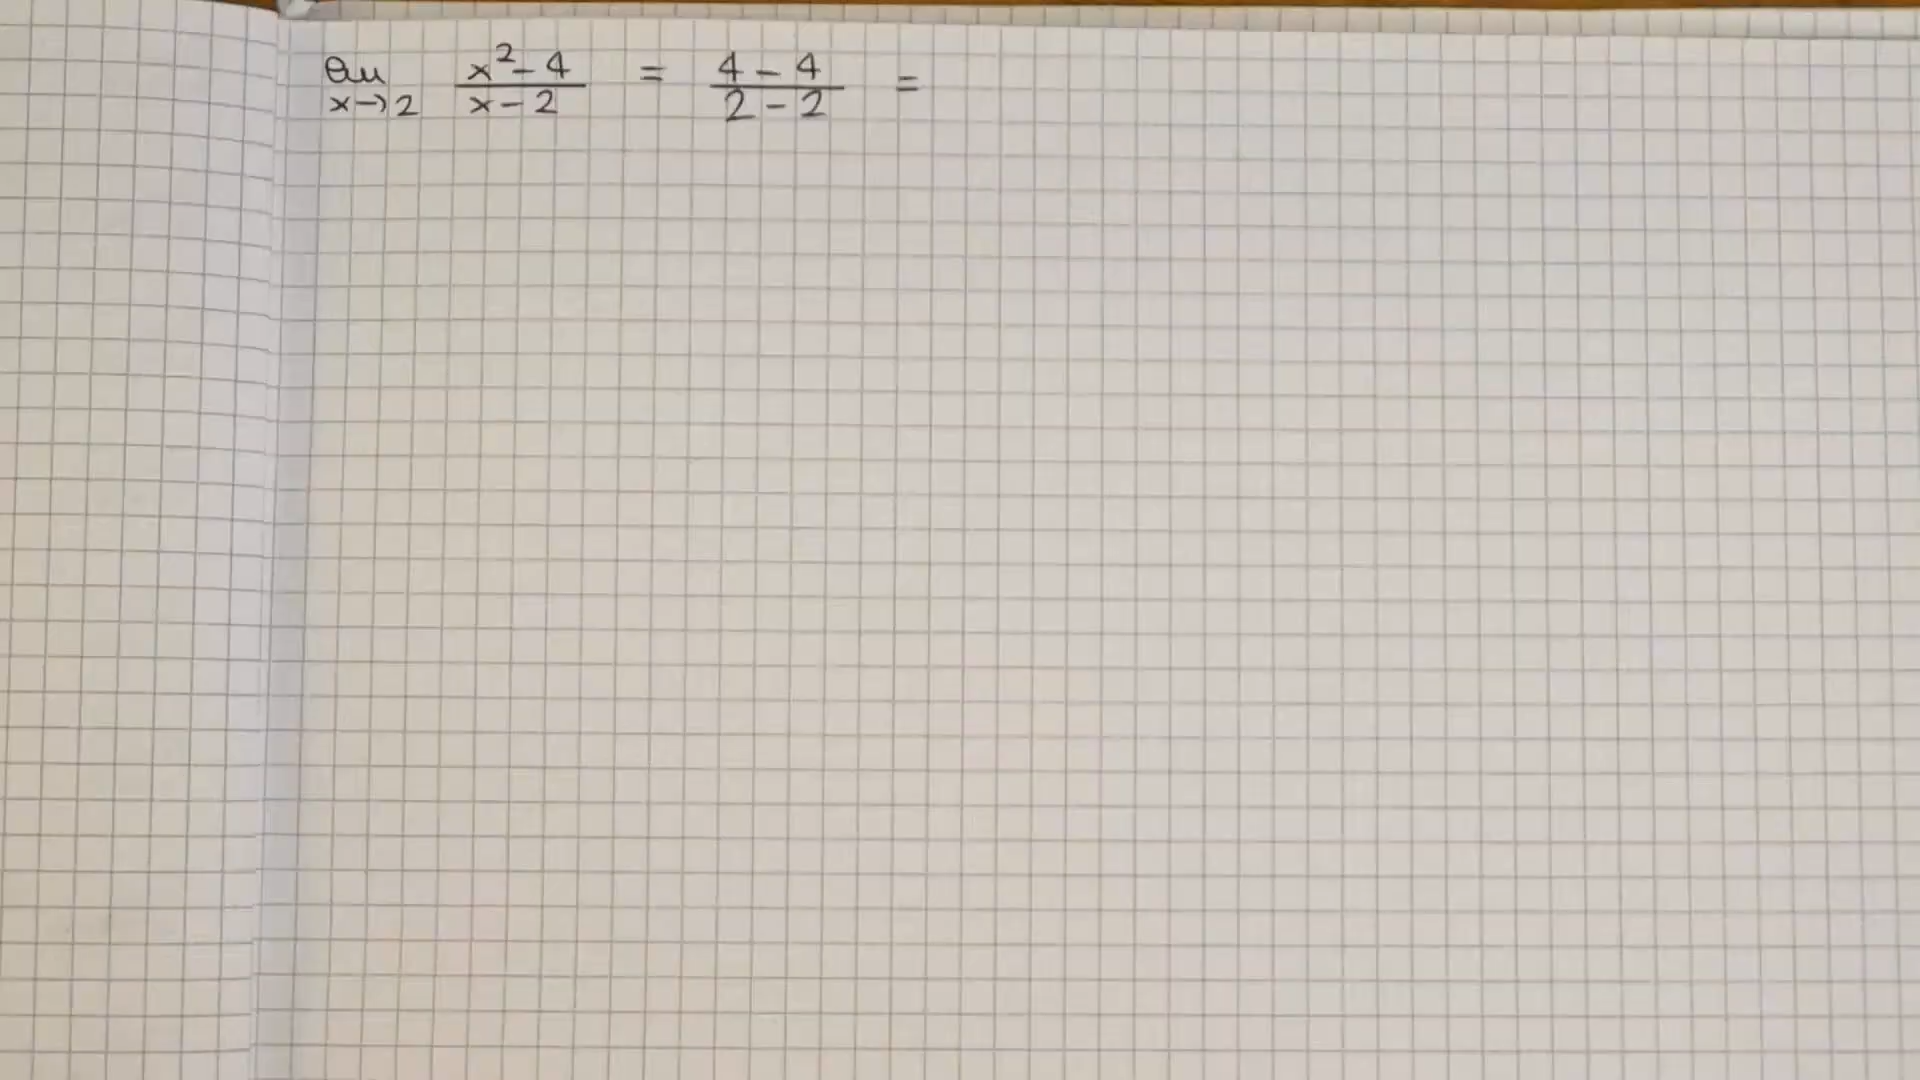 lim x→2 (x² - 4)/(x - 2) = (4 - 4)/(2 - 2) =